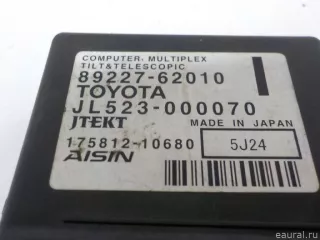 COMPUTER, MULTIPLEX
TILT&TELESCOPIC
89227-62010
TOYOTA
JL523-000070
JTEKT MADE IN JAPAN
175812-10680 5J24
AISIN
eaural.ru